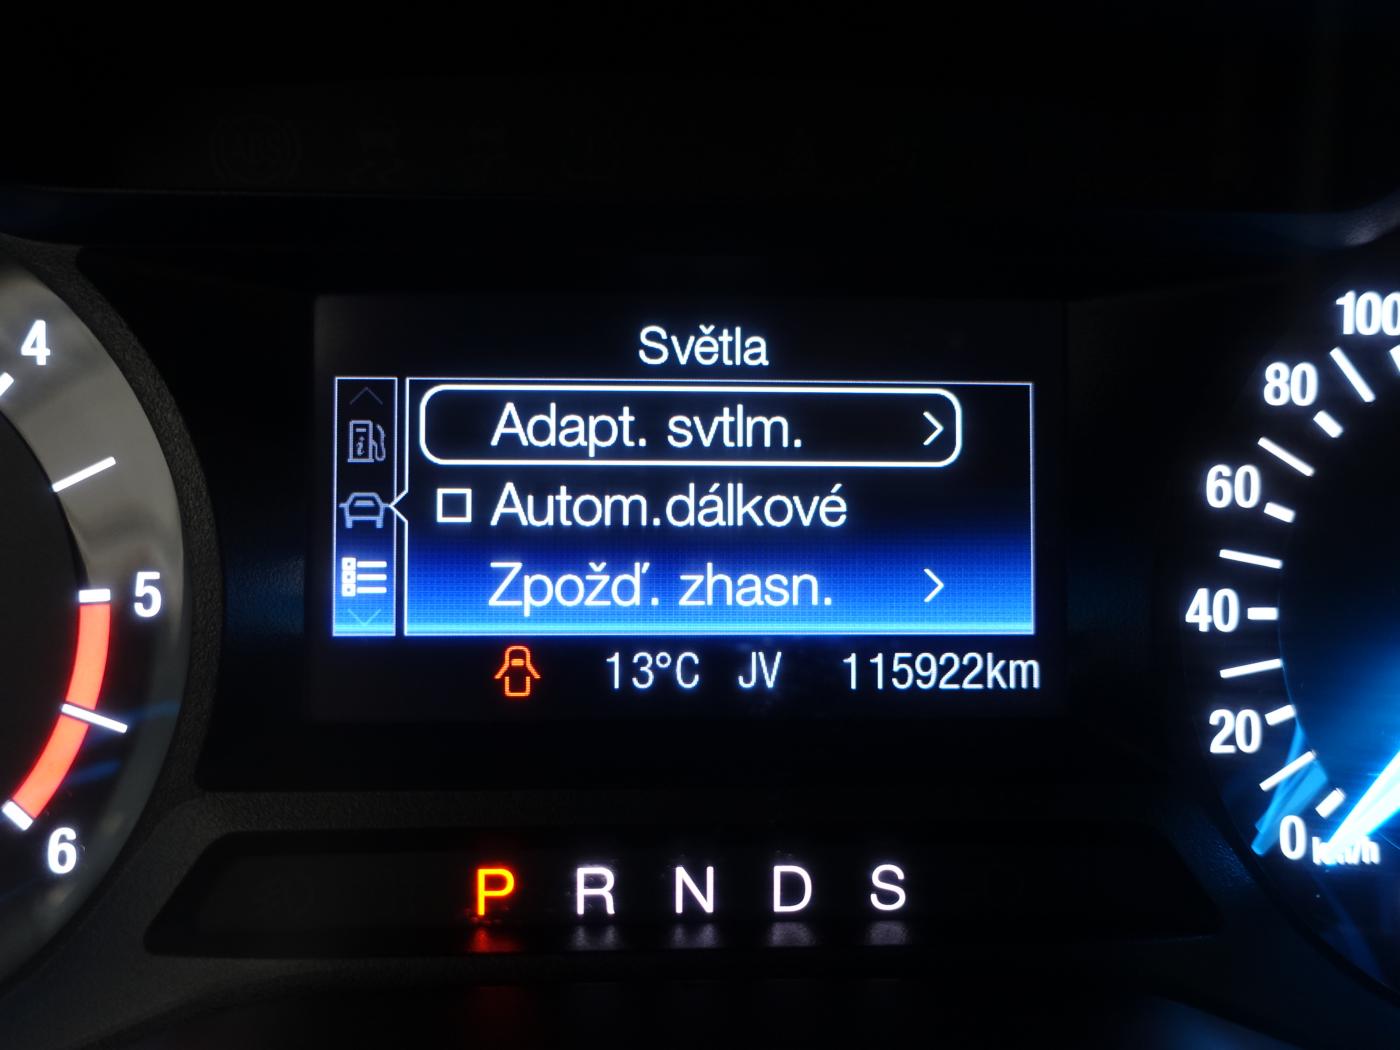 Světla
Adapt. svtlm.
Autom.dálkové
Zpožď. zhasn.
13°C JV 115922km
P R N D S
4
5
6
100
80
60
40
20
0 km/h